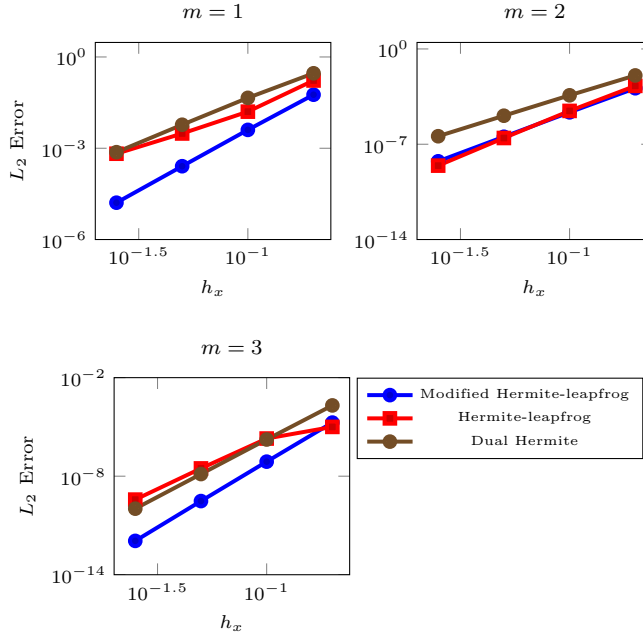 m = 1
m = 2
10^0
10^-3
10^-6
L_2 Error
10^-1.5
10^-1
h_x
10^0
10^-7
10^-14
10^-1.5
10^-1
h_x
m = 3
10^-2
10^-8
10^-14
L_2 Error
10^-1.5
10^-1
h_x
Modified Hermite-leapfrog
Hermite-leapfrog
Dual Hermite